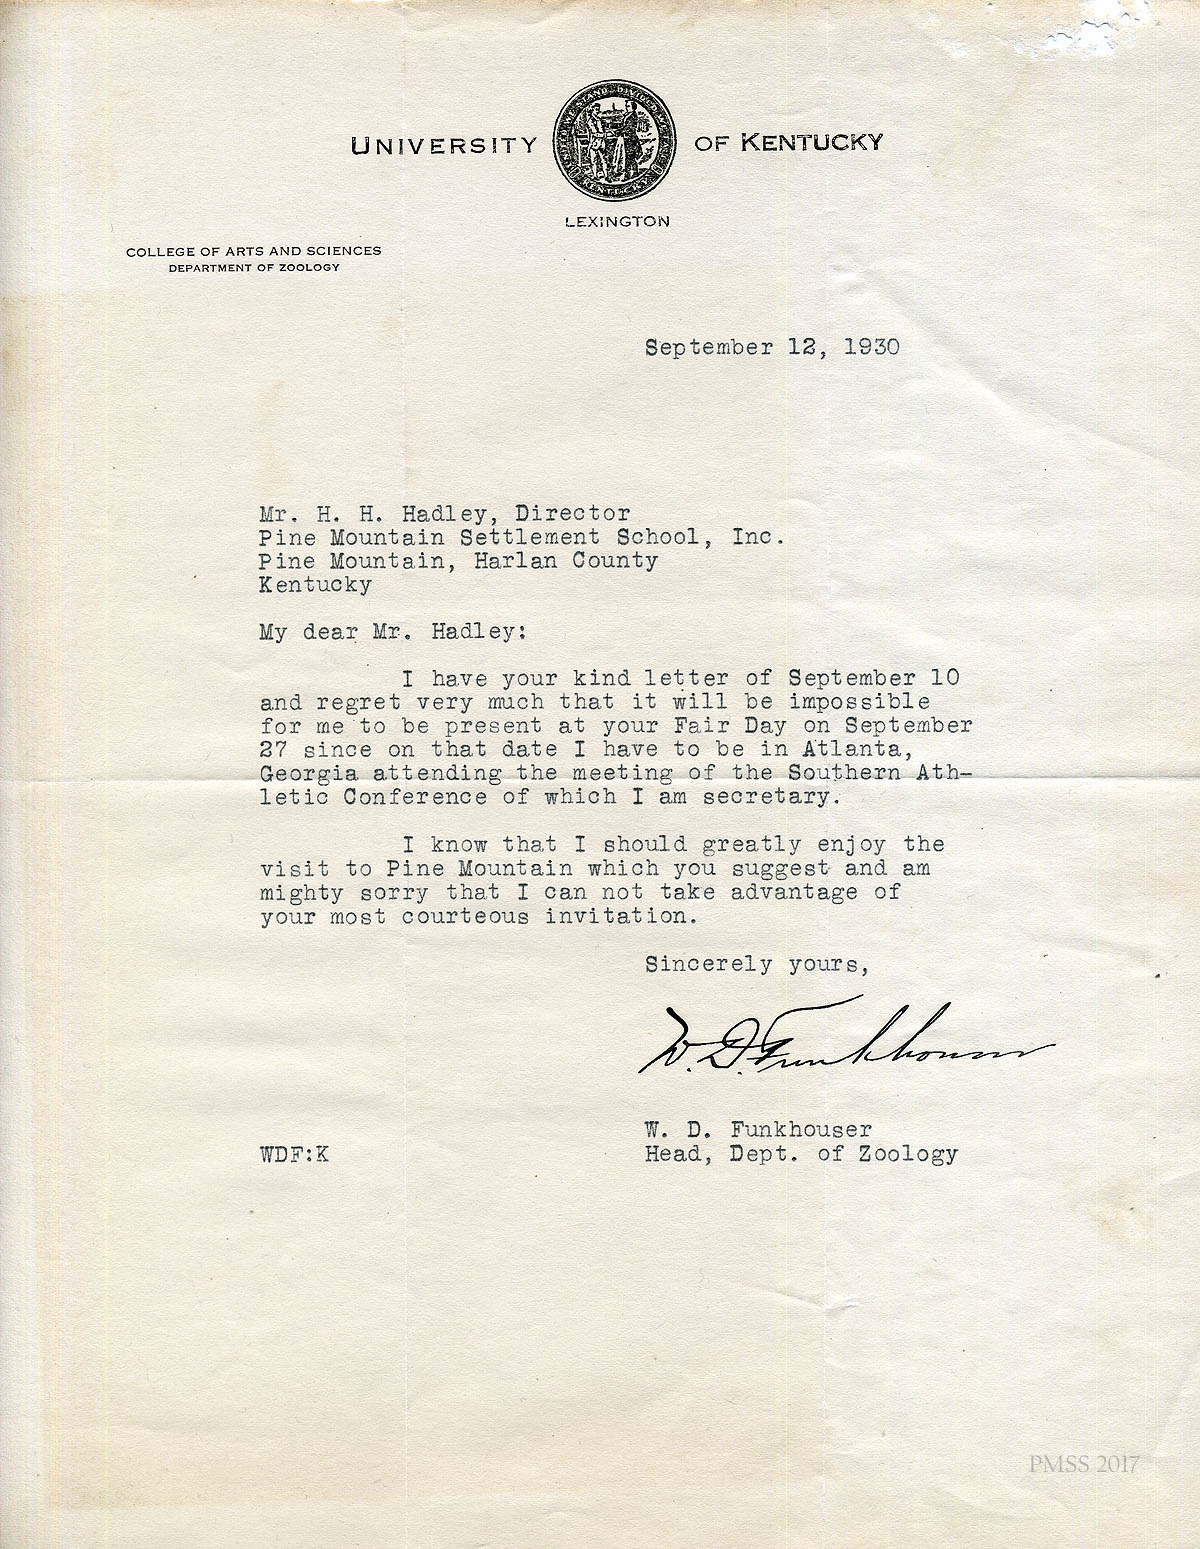 UNIVERSITY OF KENTUCKY
LEXINGTON
COLLEGE OF ARTS AND SCIENCES
DEPARTMENT OF ZOOLOGY
September 12, 1930
Mr. H. H. Hadley, Director
Pine Mountain Settlement School, Inc.
Pine Mountain, Harlan County
Kentucky
My dear Mr. Hadley:
I have your kind letter of September 10
and regret very much that it will be impossible
for me to be present at your Fair Day on September
27 since on that date I have to be in Atlanta,
Georgia attending the meeting of the Southern Ath-
letic Conference of which I am secretary.
I know that I should greatly enjoy the
visit to Pine Mountain which you suggest and am
mighty sorry that I can not take advantage of
your most courteous invitation.
Sincerely yours,
W. D. Funkhouser
W. D. Funkhouser
WDF:K Head, Dept. of Zoology
PMSS 2017